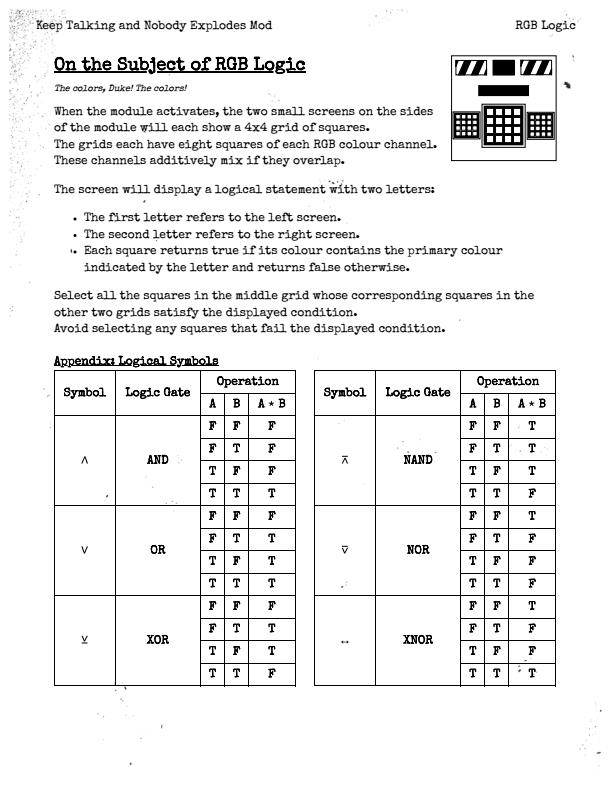 Keep Talking and Nobody Explodes Mod RGB Logic
On the Subject of RGB Logic
The colors, Duke! The colors!
When the module activates, the two small screens on the sides
of the module will each show a 4x4 grid of squares.
The grids each have eight squares of each RGB colour channel.
These channels additively mix if they overlap.
The screen will display a logical statement with two letters:
• The first letter refers to the left screen.
• The second letter refers to the right screen.
• Each square returns true if its colour contains the primary colour
indicated by the letter and returns false otherwise.
Select all the squares in the middle grid whose corresponding squares in the
other two grids satisfy the displayed condition.
Avoid selecting any squares that fail the displayed condition.
Appendix: Logical Symbols
Symbol Logic Gate Operation
A B A * B
∧ AND
F F F
F T F
T F F
T T T
∨ OR
F F F
F T T
T F T
T T T
⊻ XOR
F F F
F T T
T F T
T T F
Symbol Logic Gate Operation
A B A * B
⊼ NAND
F F T
F T T
T F T
T T F
⊽ NOR
F F T
F T F
T F F
T T F
↔ XNOR
F F T
F T F
T F F
T T T